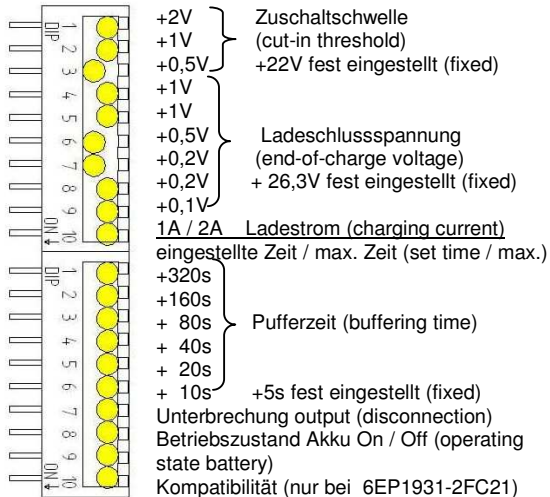 DIP
1
+2V Zuschaltschwelle
2
+1V (cut-in threshold)
3
+0,5V +22V fest eingestellt (fixed)
4
+1V
5
+1V
6
+0,5V Ladeschlussspannung
7
+0,2V (end-of-charge voltage)
8
+0,2V + 26,3V fest eingestellt (fixed)
9
+0,1V
ON↓ 10
1A / 2A Ladestrom (charging current)
eingestellte Zeit / max. Zeit (set time / max.)
DIP
1
+320s
2
+160s
3
+ 80s Pufferzeit (buffering time)
4
+ 40s
5
+ 20s
6
+ 10s +5s fest eingestellt (fixed)
7
Unterbrechung output (disconnection)
8
Betriebszustand Akku On / Off (operating
9
state battery)
ON↓ 10
Kompatibilität (nur bei 6EP1931-2FC21)